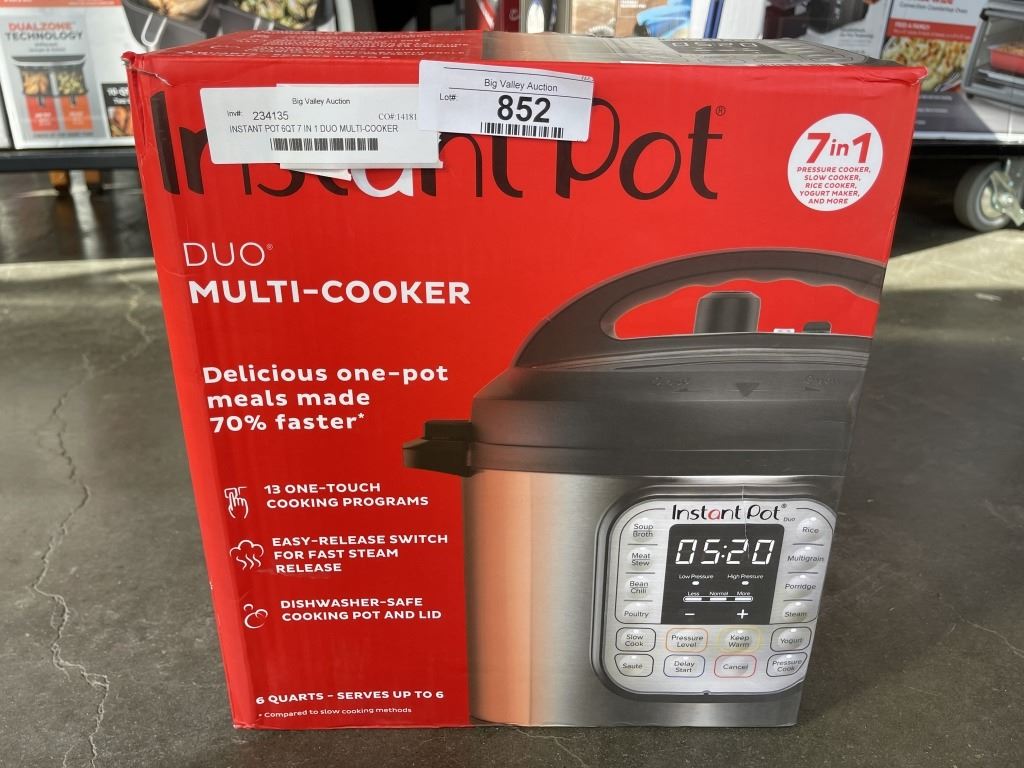 DUALZONE™
TECHNOLOGY
Big Valley Auction
Inv#: 234135
CO#:14181
INSTANT POT 6QT 7 IN 1 DUO MULTI-COOKER
Big Valley Auction
Lot#:
852
Instant Pot®
7in1
PRESSURE COOKER,
SLOW COOKER,
RICE COOKER,
YOGURT MAKER,
AND MORE
DUO®
MULTI-COOKER
Delicious one-pot
meals made
70% faster*
13 ONE-TOUCH
COOKING PROGRAMS
EASY-RELEASE SWITCH
FOR FAST STEAM
RELEASE
DISHWASHER-SAFE
COOKING POT AND LID
6 QUARTS - SERVES UP TO 6
* Compared to slow cooking methods
Instant Pot® Duo
Soup
Broth
Rice
05:20
Meat
Stew
Multigrain
Low Pressure
High Pressure
Bean
Chili
Porridge
Less Normal More
Poultry
− +
Steam
Slow
Cook
Pressure
Level
Keep
Warm
Yogurt
Sauté
Delay
Start
Cancel
Pressure
Cook